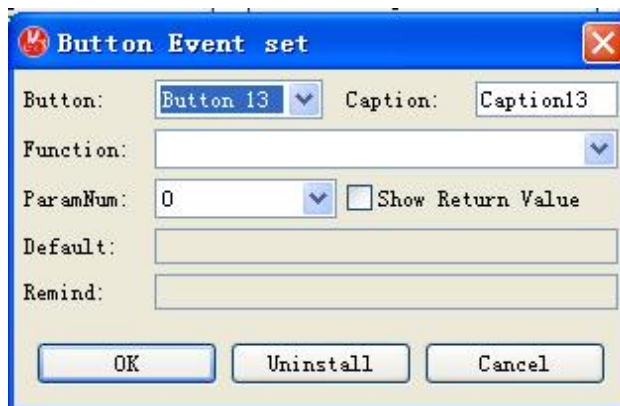 Button Event set
Button: Button 13 Caption: Caption13
Function:
ParamNum: 0 Show Return Value
Default:
Remind:
OK Uninstall Cancel